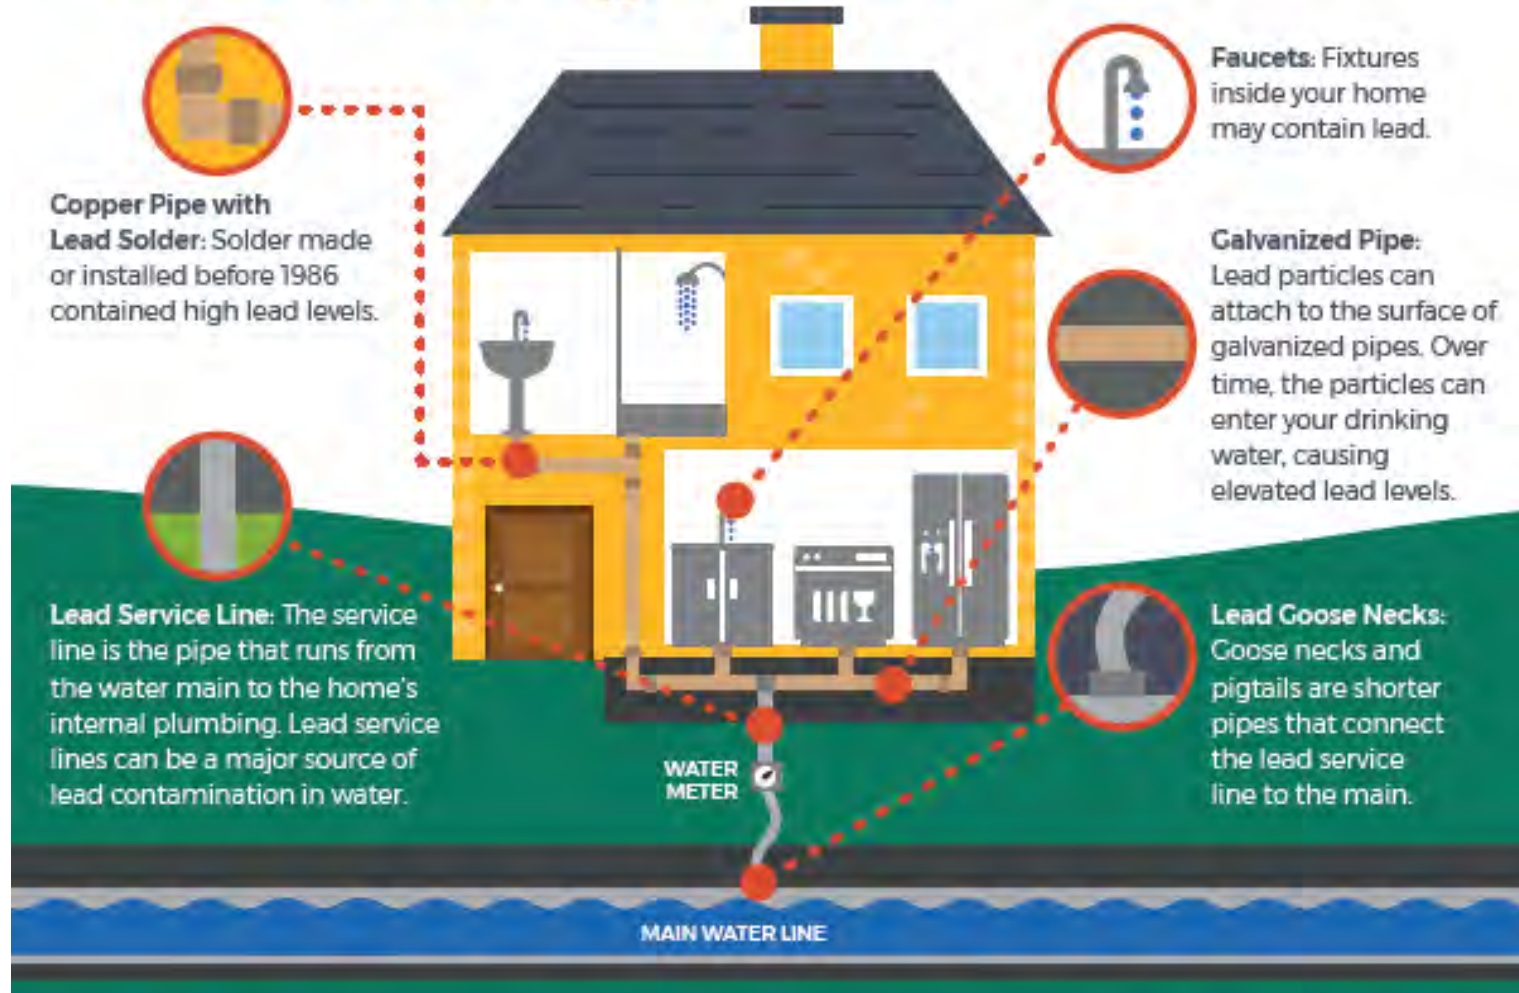 Copper Pipe with
Lead Solder: Solder made
or installed before 1986
contained high lead levels.
Lead Service Line: The service
line is the pipe that runs from
the water main to the home's
internal plumbing. Lead service
lines can be a major source of
lead contamination in water.
Faucets: Fixtures
inside your home
may contain lead.
Galvanized Pipe:
Lead particles can
attach to the surface of
galvanized pipes. Over
time, the particles can
enter your drinking
water, causing
elevated lead levels.
Lead Goose Necks:
Goose necks and
pigtails are shorter
pipes that connect
the lead service
line to the main.
WATER
METER
MAIN WATER LINE